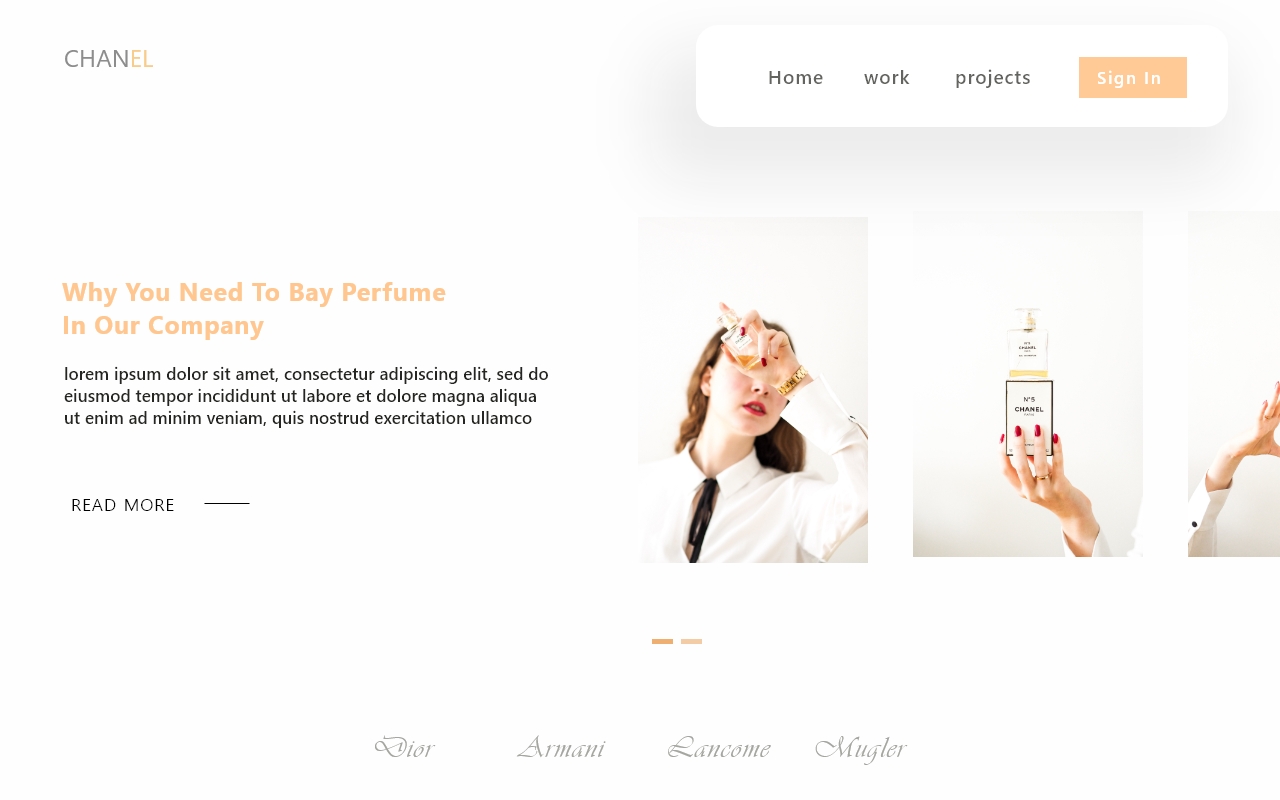 CHANEL
Home work projects Sign In
Why You Need To Bay Perfume
In Our Company
lorem ipsum dolor sit amet, consectetur adipiscing elit, sed do
eiusmod tempor incididunt ut labore et dolore magna aliqua
ut enim ad minim veniam, quis nostrud exercitation ullamco
READ MORE
N°5
CHANEL
N°5
CHANEL
PARIS
Dior Armani Lancome Mugler